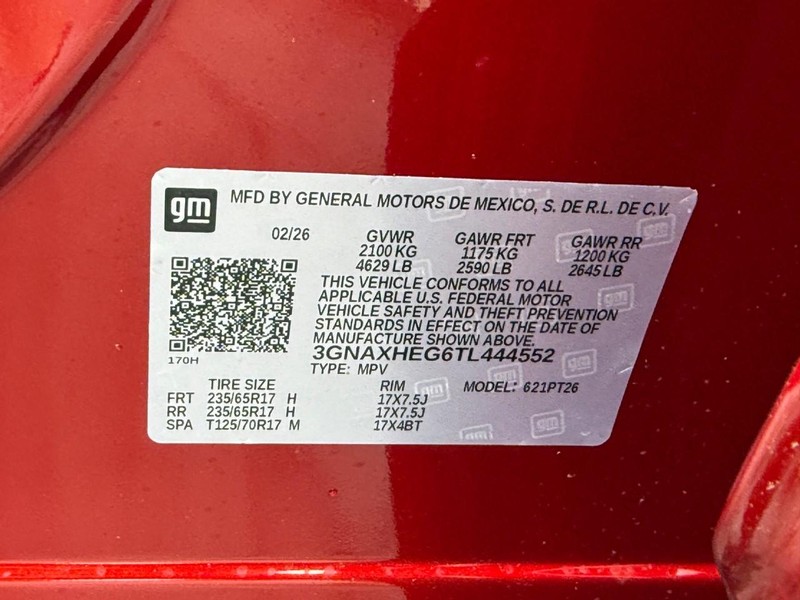 gm MFD BY GENERAL MOTORS DE MEXICO, S. DE R.L. DE C.V.
02/26 GVWR GAWR FRT GAWR RR
2100 KG 1175 KG 1200 KG
4629 LB 2590 LB 2645 LB
THIS VEHICLE CONFORMS TO ALL
APPLICABLE U.S. FEDERAL MOTOR
VEHICLE SAFETY AND THEFT PREVENTION
STANDARDS IN EFFECT ON THE DATE OF
MANUFACTURE SHOWN ABOVE.
170H 3GNAXHEG6TL444552
TYPE: MPV
TIRE SIZE RIM MODEL: 621PT26
FRT 235/65R17 H 17X7.5J
RR 235/65R17 H 17X7.5J
SPA T125/70R17 M 17X4BT